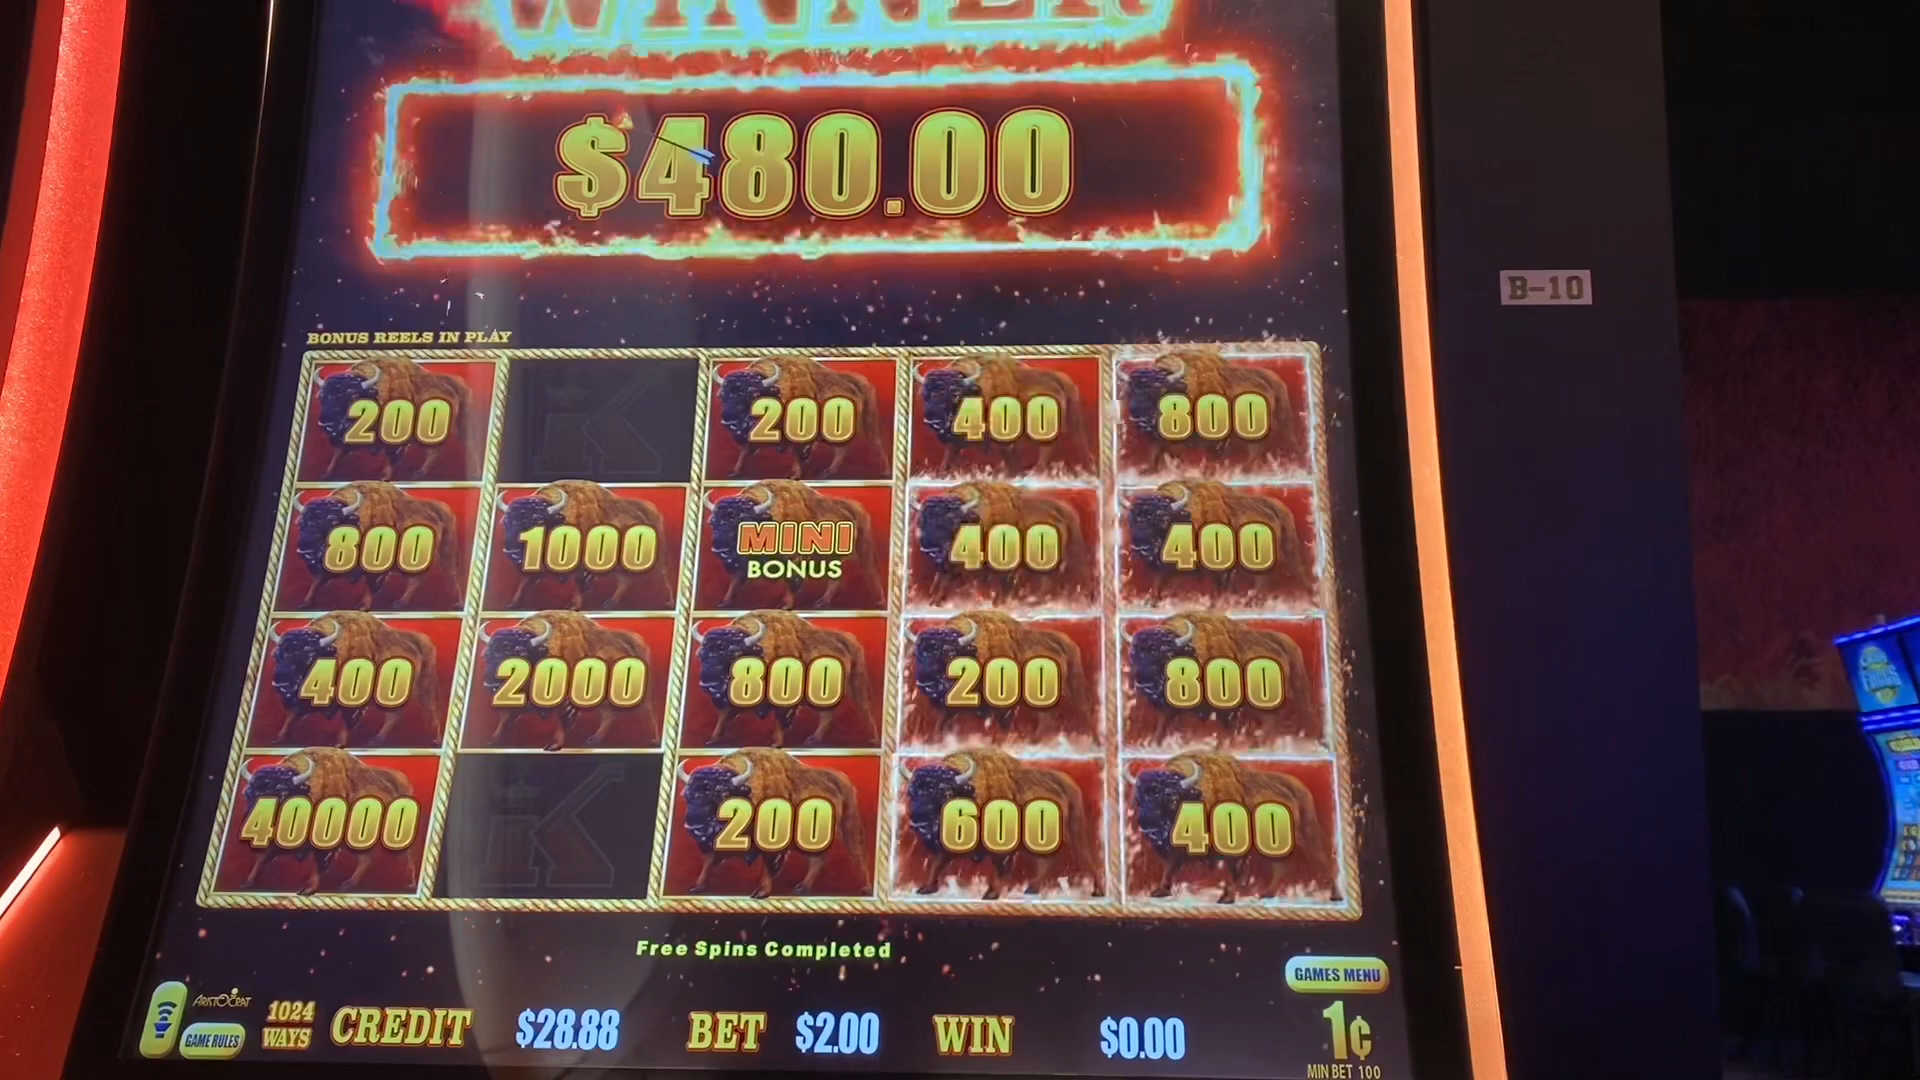 WINNER
$480.00
B-10
BONUS REELS IN PLAY
200 200 400 800
800 1000 MINI BONUS 400 400
400 2000 800 200 800
40000 200 600 400
Free Spins Completed
GAMES MENU
ARISTOCRAT
GAME RULES
1024 WAYS
CREDIT $28.88 BET $2.00 WIN $0.00
1¢
MIN BET 100